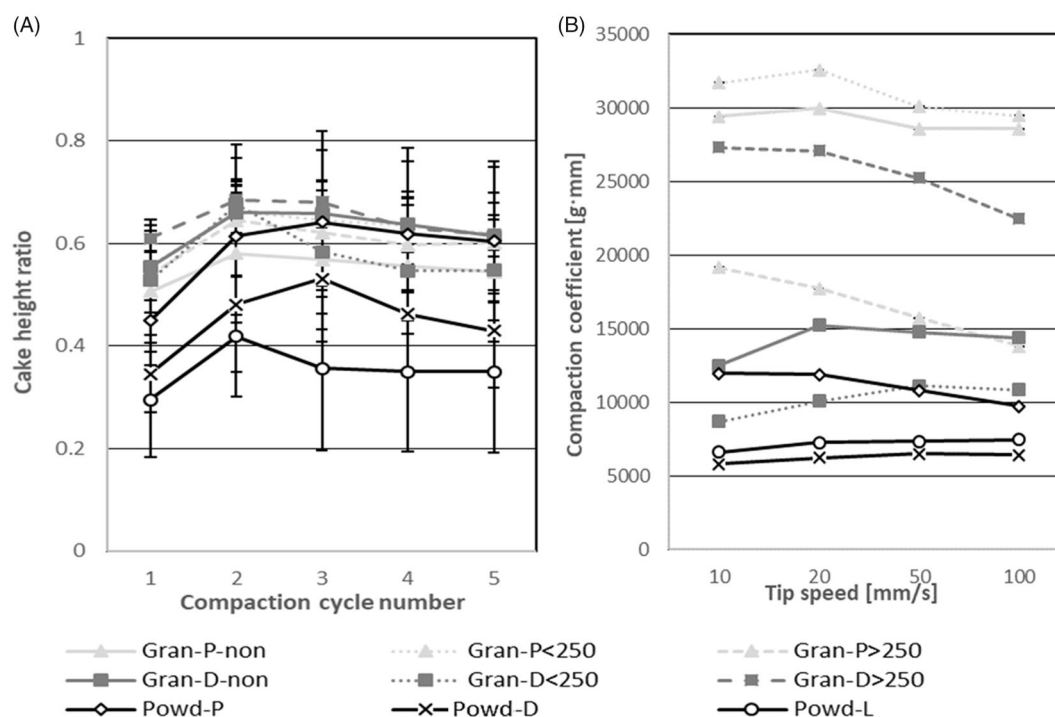 (A)
1
0.8
0.6
0.4
0.2
0
Cake height ratio
1 2 3 4 5
Compaction cycle number
(B)
35000
30000
25000
20000
15000
10000
5000
0
Compaction coefficient [g·mm]
10 20 50 100
Tip speed [mm/s]
Gran-P-non Gran-P<250 Gran-P>250
Gran-D-non Gran-D<250 Gran-D>250
Powd-P Powd-D Powd-L